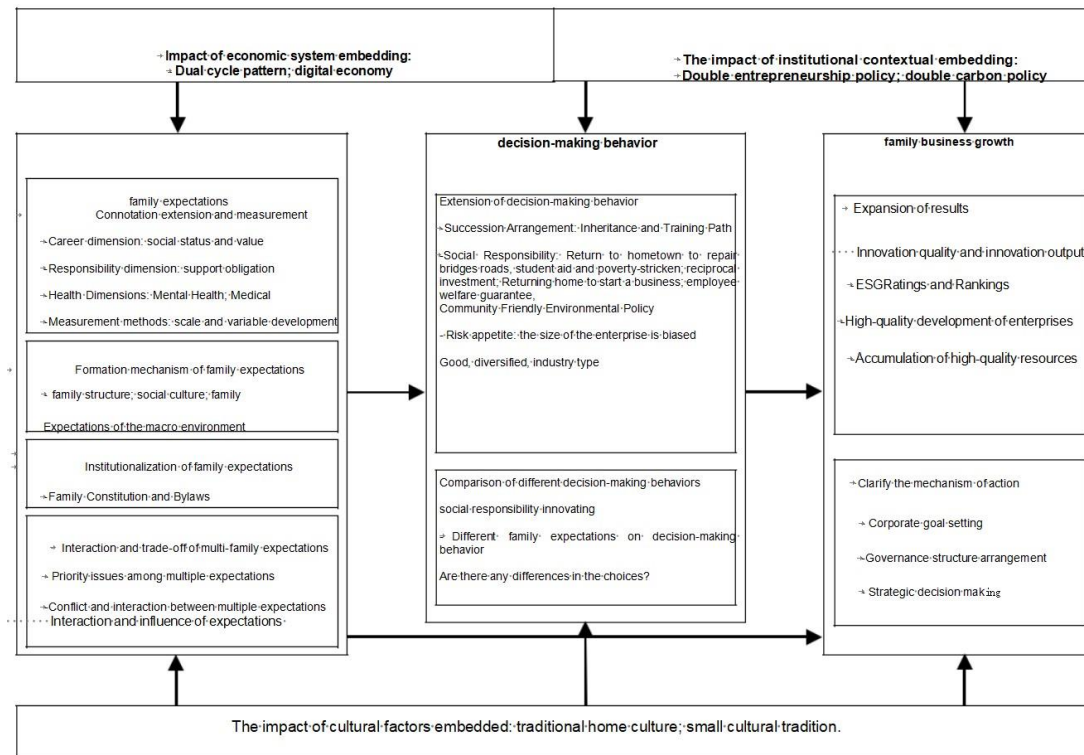 Impact of economic system embedding:
Dual cycle pattern; digital economy
The impact of institutional contextual embedding:
Double entrepreneurship policy; double carbon policy
family expectations
Connotation extension and measurement
Career dimension: social status and value
Responsibility dimension: support obligation
Health Dimensions: Mental Health; Medical
Measurement methods: scale and variable development
Formation mechanism of family expectations
family structure; social culture; family
Expectations of the macro environment
Institutionalization of family expectations
Family Constitution and Bylaws
Interaction and trade-off of multi-family expectations
Priority issues among multiple expectations
Conflict and interaction between multiple expectations
Interaction and influence of expectations
decision-making behavior
Extension of decision-making behavior
Succession Arrangement: Inheritance and Training Path
Social Responsibility: Return to hometown to repair
bridges roads, student aid and poverty-stricken; reciprocal
investment; Returning home to start a business; employee
welfare guarantee,
Community Friendly Environmental Policy
Risk appetite: the size of the enterprise is biased
Good, diversified, industry type
Comparison of different decision-making behaviors
social responsibility innovating
Different family expectations on decision-making
behavior
Are there any differences in the choices?
family business growth
Expansion of results
Innovation quality and innovation output
ESGRatings and Rankings
High-quality development of enterprises
Accumulation of high-quality resources
Clarify the mechanism of action
Corporate goal setting
Governance structure arrangement
Strategic decision making
The impact of cultural factors embedded: traditional home culture; small cultural tradition.